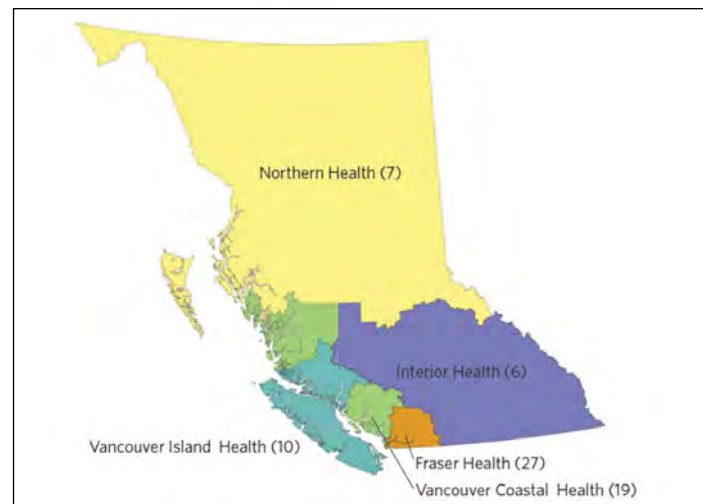 Northern Health (7)
Interior Health (6)
Vancouver Island Health (10)
Fraser Health (27)
Vancouver Coastal Health (19)